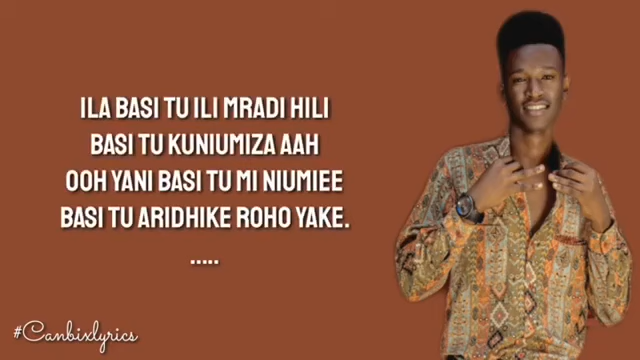 ILA BASI TU ILI MRADI HILI
BASI TU KUNIUMIZA AAH
OOH YANI BASI TU MI NIUMIEE
BASI TU ARIDHIKE ROHO YAKE.
.....
#Canbixlyrics